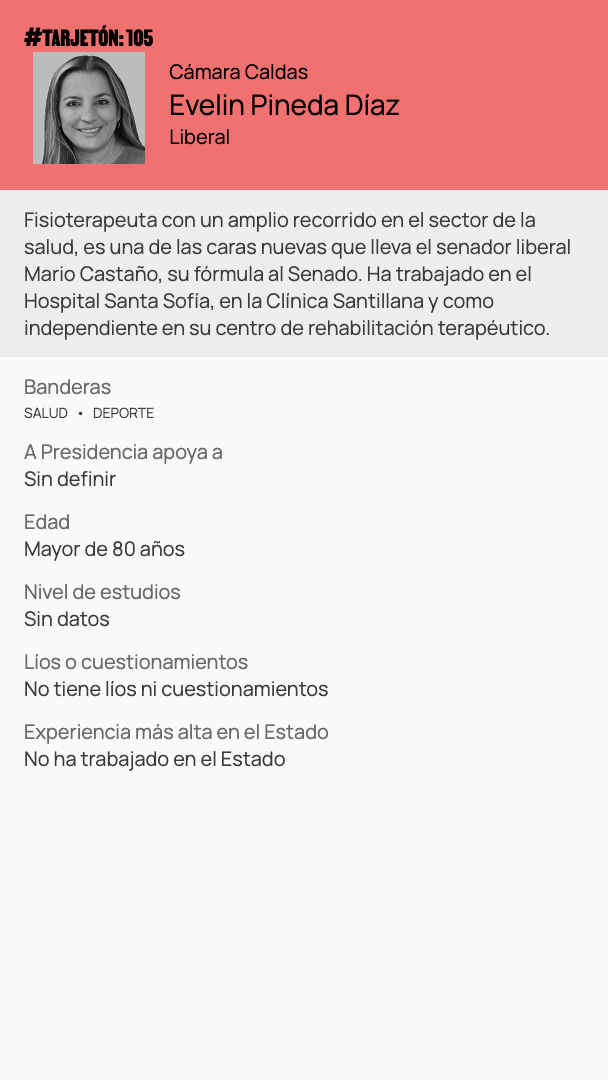 #TARJETÓN: 105
Cámara Caldas
Evelin Pineda Díaz
Liberal
Fisioterapeuta con un amplio recorrido en el sector de la
salud, es una de las caras nuevas que lleva el senador liberal
Mario Castaño, su fórmula al Senado. Ha trabajado en el
Hospital Santa Sofía, en la Clínica Santillana y como
independiente en su centro de rehabilitación terapéutico.
Banderas
SALUD • DEPORTE
A Presidencia apoya a
Sin definir
Edad
Mayor de 80 años
Nivel de estudios
Sin datos
Líos o cuestionamientos
No tiene líos ni cuestionamientos
Experiencia más alta en el Estado
No ha trabajado en el Estado